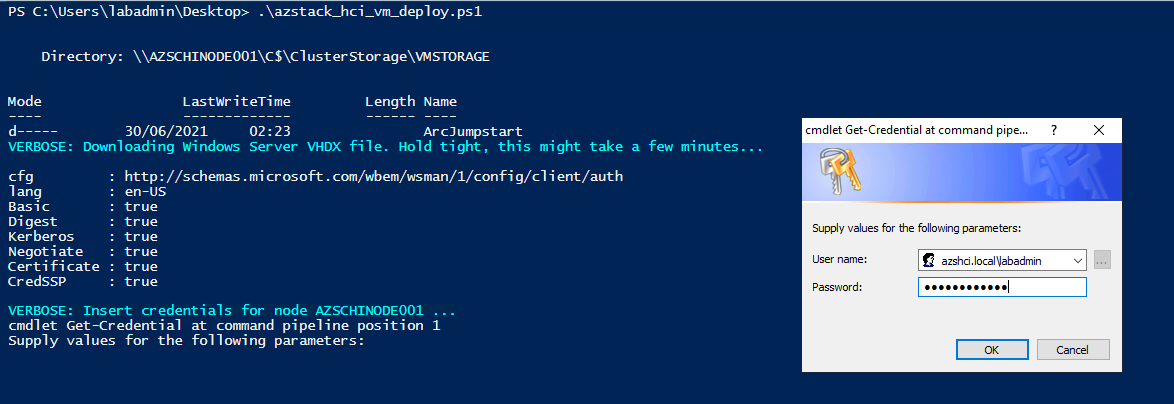 PS C:\Users\labadmin\Desktop> .\azstack_hci_vm_deploy.ps1
Directory: \\AZSCHINODE001\C$\ClusterStorage\VMSTORAGE
Mode LastWriteTime Length Name
---- ------------- ------ ----
d----- 30/06/2021 02:23 ArcJumpstart
VERBOSE: Downloading Windows Server VHDX file. Hold tight, this might take a few minutes...
cfg : http://schemas.microsoft.com/wbem/wsman/1/config/client/auth
lang : en-US
Basic : true
Digest : true
Kerberos : true
Negotiate : true
Certificate : true
CredSSP : true
VERBOSE: Insert credentials for node AZSCHINODE001 ...
cmdlet Get-Credential at command pipeline position 1
Supply values for the following parameters:
cmdlet Get-Credential at command pipe... ?
Supply values for the following parameters:
User name: azshci.local\labadmin ...
Password: ●●●●●●●●●●●●
OK Cancel